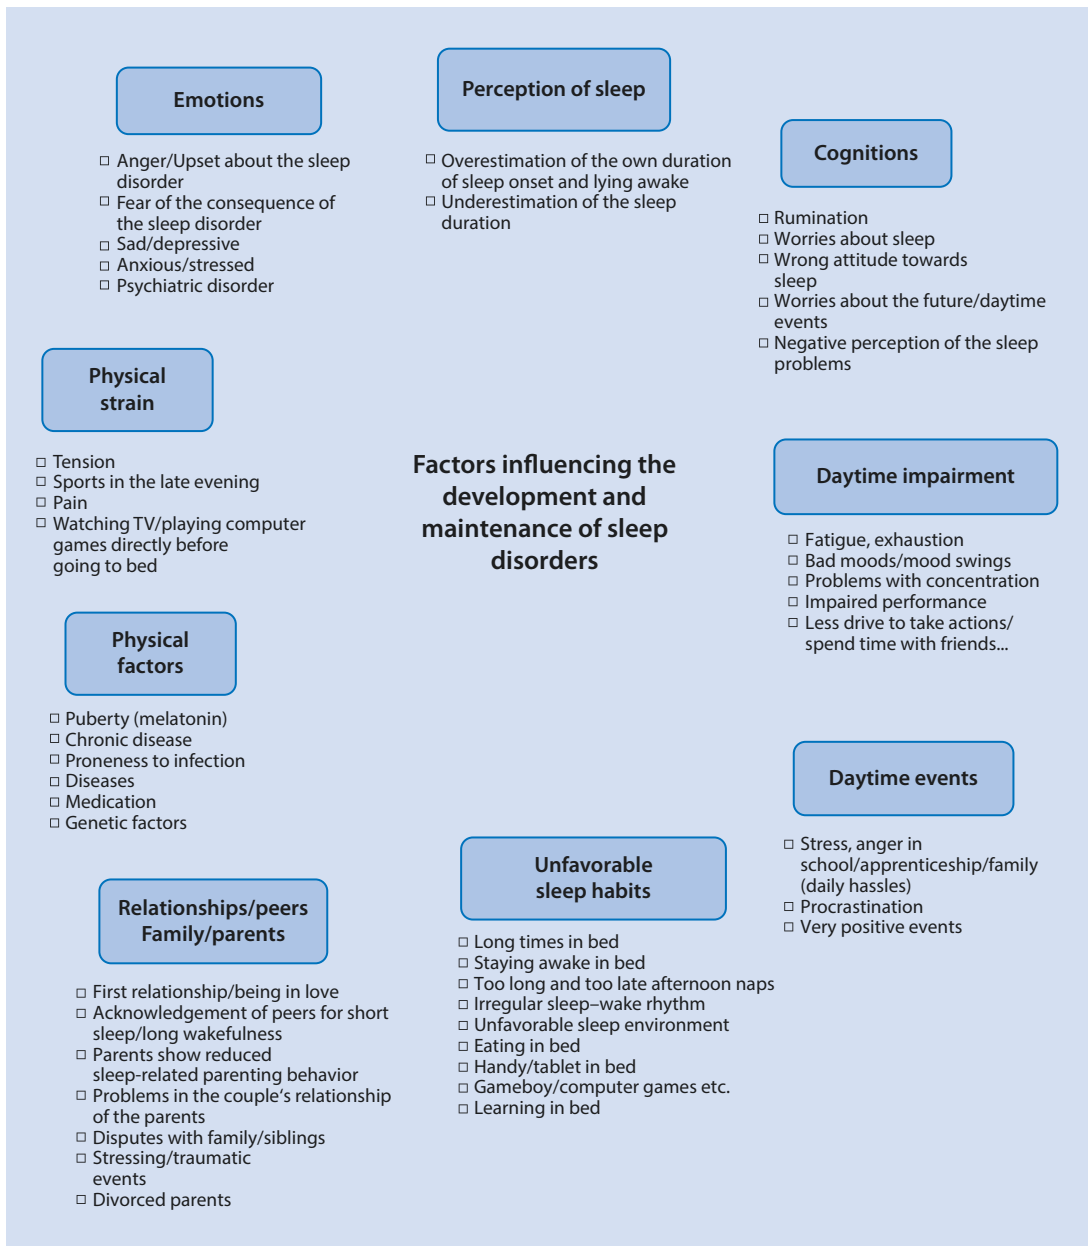 Emotions
□ Anger/Upset about the sleep
disorder
□ Fear of the consequence of
the sleep disorder
□ Sad/depressive
□ Anxious/stressed
□ Psychiatric disorder
Perception of sleep
□ Overestimation of the own duration
of sleep onset and lying awake
□ Underestimation of the sleep
duration
Cognitions
□ Rumination
□ Worries about sleep
□ Wrong attitude towards
sleep
□ Worries about the future/daytime
events
□ Negative perception of the sleep
problems
Physical
strain
□ Tension
□ Sports in the late evening
□ Pain
□ Watching TV/playing computer
games directly before
going to bed
Factors influencing the
development and
maintenance of sleep
disorders
Daytime impairment
□ Fatigue, exhaustion
□ Bad moods/mood swings
□ Problems with concentration
□ Impaired performance
□ Less drive to take actions/
spend time with friends...
Physical
factors
□ Puberty (melatonin)
□ Chronic disease
□ Proneness to infection
□ Diseases
□ Medication
□ Genetic factors
Daytime events
□ Stress, anger in
school/apprenticeship/family
(daily hassles)
□ Procrastination
□ Very positive events
Relationships/peers
Family/parents
□ First relationship/being in love
□ Acknowledgement of peers for short
sleep/long wakefulness
□ Parents show reduced
sleep-related parenting behavior
□ Problems in the couple‘s relationship
of the parents
□ Disputes with family/siblings
□ Stressing/traumatic
events
□ Divorced parents
Unfavorable
sleep habits
□ Long times in bed
□ Staying awake in bed
□ Too long and too late afternoon naps
□ Irregular sleep–wake rhythm
□ Unfavorable sleep environment
□ Eating in bed
□ Handy/tablet in bed
□ Gameboy/computer games etc.
□ Learning in bed